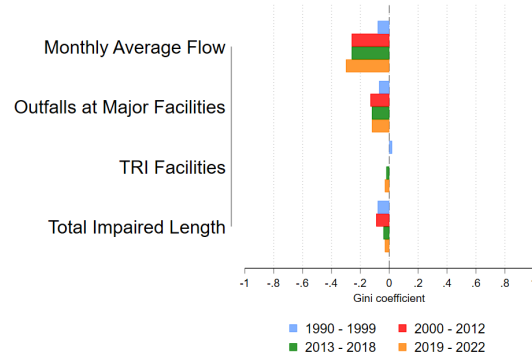 Monthly Average Flow
Outfalls at Major Facilities
TRI Facilities
Total Impaired Length
-1 -.8 -.6 -.4 -.2 0 .2 .4 .6 .8
Gini coefficient
1990 - 1999 2000 - 2012
2013 - 2018 2019 - 2022